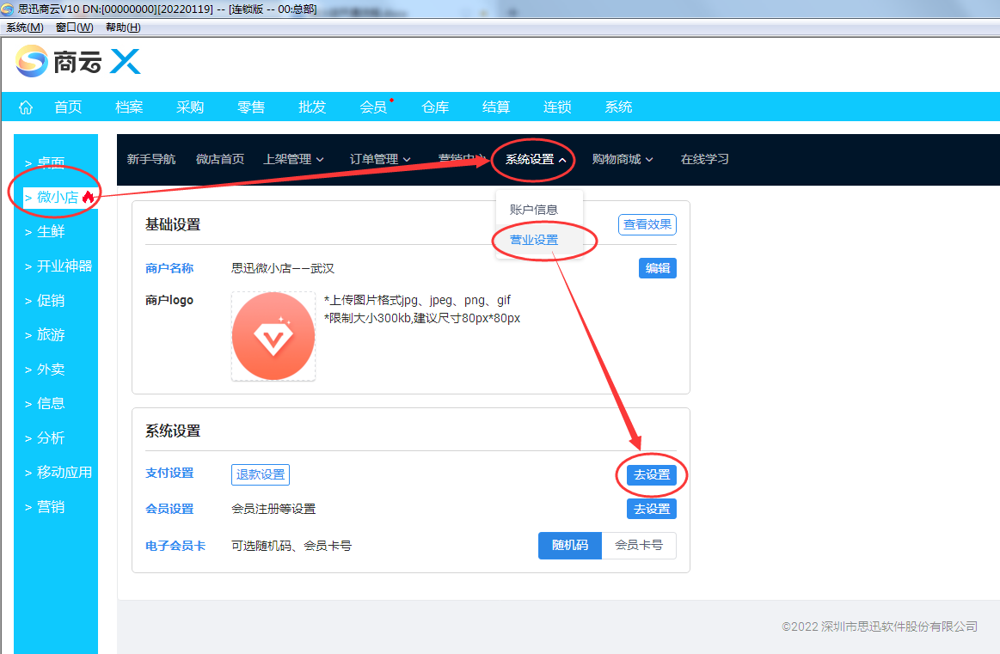 思迅商云V10 DN:[00000000][20220119] -- [连锁版 -- 00:总部]
系统(M) 窗口(W) 帮助(H)
商云 X
首页 档案 采购 零售 批发 会员 仓库 结算 连锁 系统
> 桌面
> 微小店
> 生鲜
> 开业神器
> 促销
> 旅游
> 外卖
> 信息
> 分析
> 移动应用
> 营销
新手导航 微店首页 上架管理 订单管理 营销中心 系统设置 购物商城 在线学习
账户信息
营业设置
基础设置 查看效果
商户名称 思迅微小店——武汉 编辑
商户logo *上传图片格式jpg、jpeg、png、gif
*限制大小300kb,建议尺寸80px*80px
系统设置
支付设置 退款设置 去设置
会员设置 会员注册等设置 去设置
电子会员卡 可选随机码、会员卡号 随机码 会员卡号
©2022 深圳市思迅软件股份有限公司